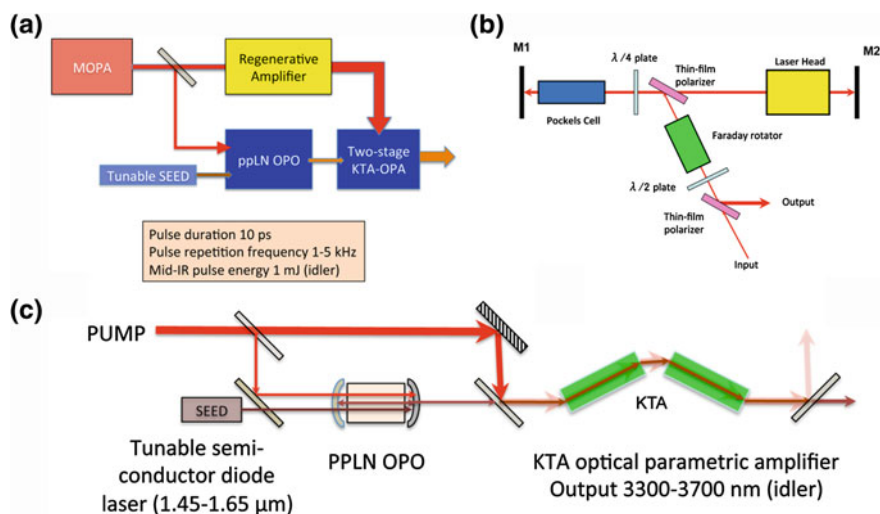 (a)
MOPA
Regenerative
Amplifier
ppLN OPO
Two-stage
KTA-OPA
Tunable SEED
Pulse duration 10 ps
Pulse repetition frequency 1-5 kHz
Mid-IR pulse energy 1 mJ (idler)
(b)
M1
M2
λ/4 plate
Thin-film
polarizer
Laser Head
Pockels Cell
Faraday rotator
λ/2 plate
Thin-film
polarizer
Output
Input
(c)
PUMP
SEED
KTA
Tunable semi-
conductor diode
laser (1.45-1.65 μm)
PPLN OPO
KTA optical parametric amplifier
Output 3300-3700 nm (idler)